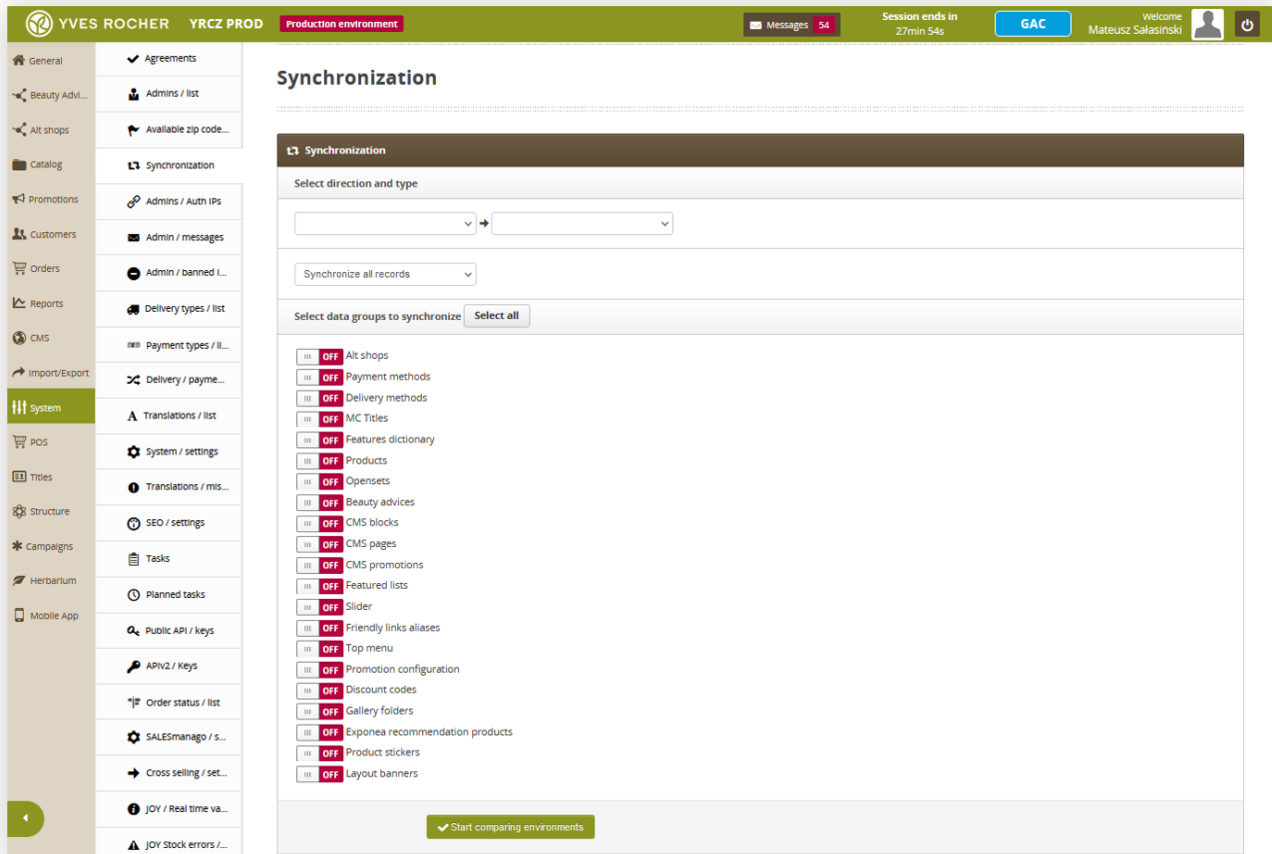 YVES ROCHER YRCZ PROD Production environment Messages 54 Session ends in 27min 54s GAC Welcome Mateusz Sałasinski
General
Beauty Advi...
Alt shops
Catalog
Promotions
Customers
Orders
Reports
CMS
Import/Export
System
POS
Titles
Structure
Campaigns
Herbarium
Mobile App
Agreements
Admins / list
Available zip code...
Synchronization
Admins / Auth IPs
Admin / messages
Admin / banned i...
Delivery types / list
Payment types / li...
Delivery / payme...
Translations / list
System / settings
Translations / mis...
SEO / settings
Tasks
Planned tasks
Public API / keys
APIv2 / Keys
Order status / list
SALESmanago / s...
Cross selling / set...
JOY / Real time va...
JOY Stock errors /...
Synchronization
Synchronization
Select direction and type
Synchronize all records
Select data groups to synchronize Select all
OFF Alt shops
OFF Payment methods
OFF Delivery methods
OFF MC Titles
OFF Features dictionary
OFF Products
OFF Opensets
OFF Beauty advices
OFF CMS blocks
OFF CMS pages
OFF CMS promotions
OFF Featured lists
OFF Slider
OFF Friendly links aliases
OFF Top menu
OFF Promotion configuration
OFF Discount codes
OFF Gallery folders
OFF Exponea recommendation products
OFF Product stickers
OFF Layout banners
Start comparing environments